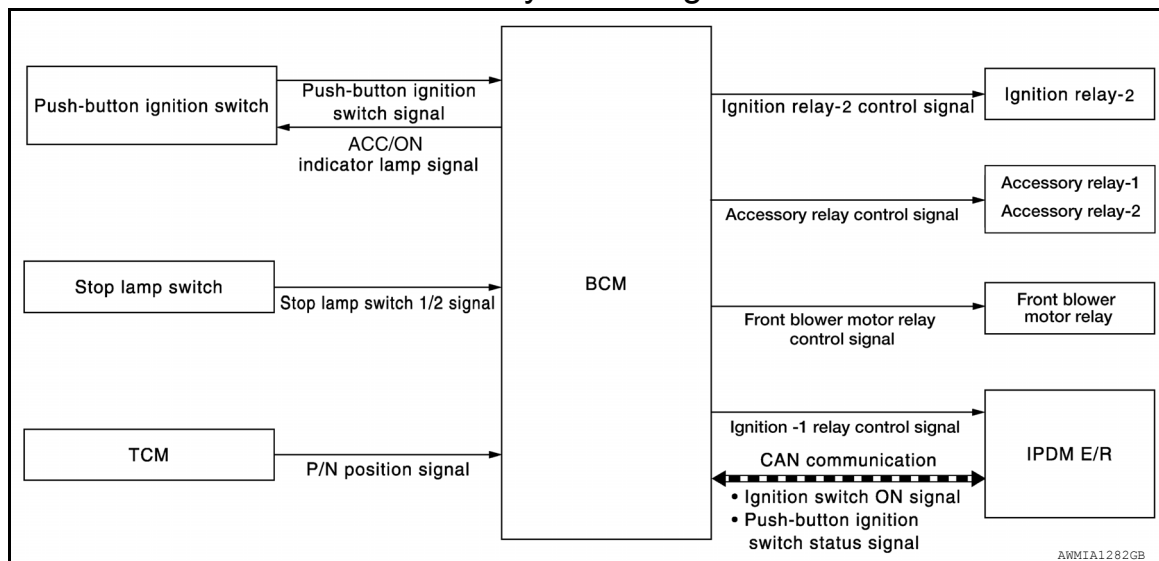 Push-button ignition switch
Push-button ignition
switch signal
ACC/ON
indicator lamp signal
Stop lamp switch
Stop lamp switch 1/2 signal
TCM
P/N position signal
BCM
Ignition relay-2 control signal
Ignition relay-2
Accessory relay control signal
Accessory relay-1
Accessory relay-2
Front blower motor relay
control signal
Front blower
motor relay
Ignition -1 relay control signal
CAN communication
• Ignition switch ON signal
• Push-button ignition
switch status signal
IPDM E/R
AWMIA1282GB